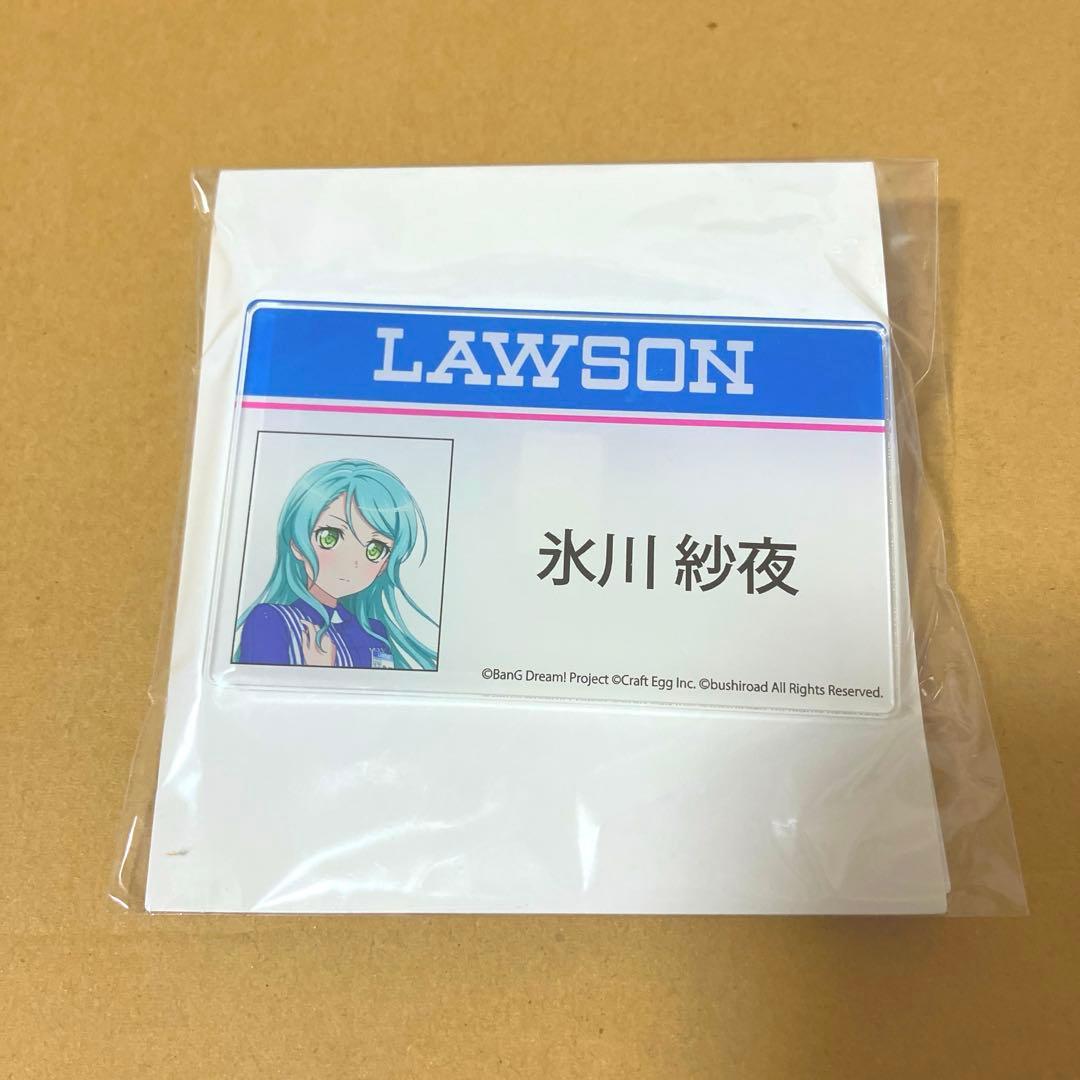 LAWSON
氷川 紗夜
©BanG Dream! Project ©Craft Egg Inc. ©bushiroad All Rights Reserved.